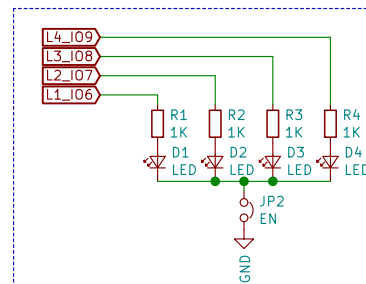 L4_IO9
L3_IO8
L2_IO7
L1_IO6
R1 R2 R3 R4
1K 1K 1K 1K
D1 D2 D3 D4
LED LED LED LED
JP2
EN
GND